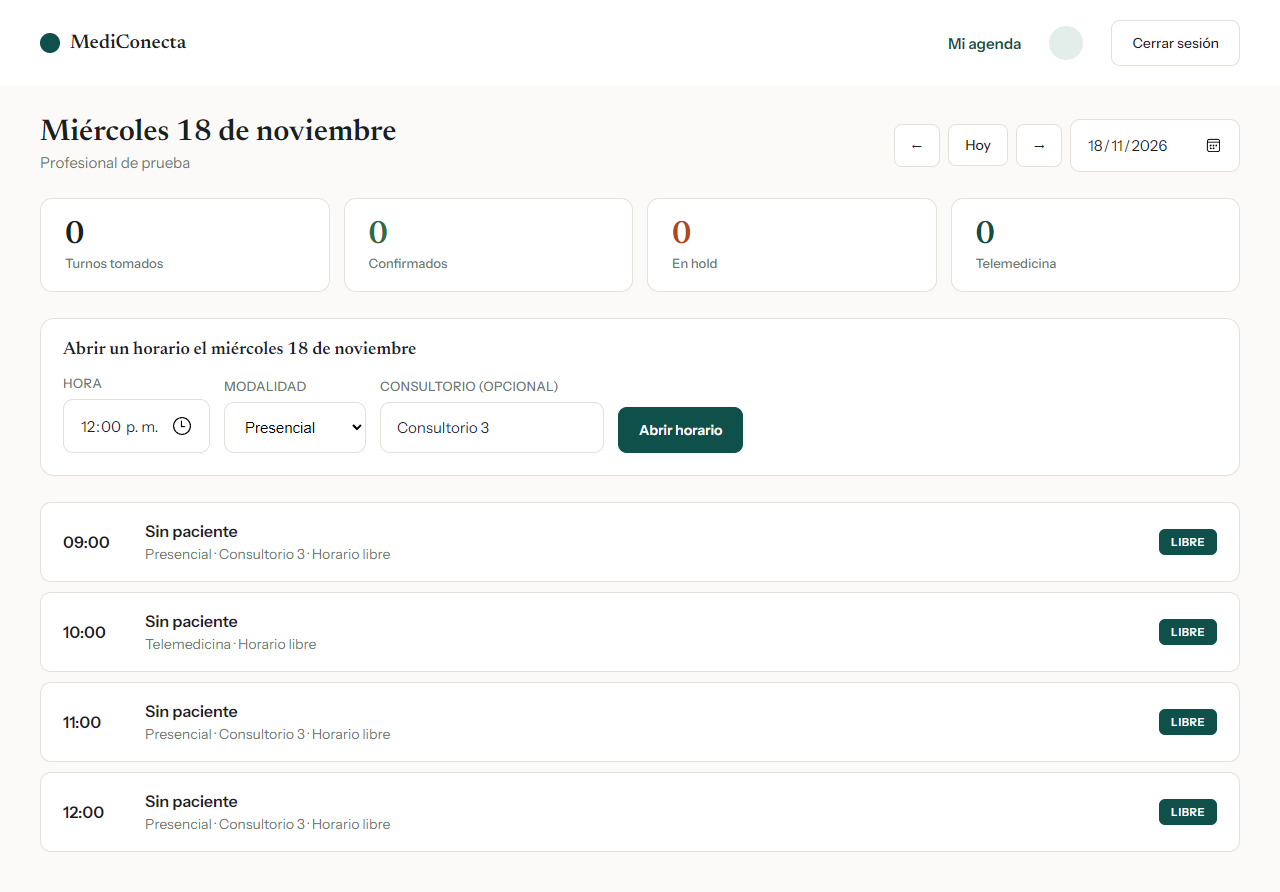 MediConecta
Mi agenda
Cerrar sesión
Miércoles 18 de noviembre
Profesional de prueba
←
Hoy
→
18/11/2026
0
Turnos tomados
0
Confirmados
0
En hold
0
Telemedicina
Abrir un horario el miércoles 18 de noviembre
HORA
MODALIDAD
CONSULTORIO (OPCIONAL)
12:00 p. m.
Presencial
Consultorio 3
Abrir horario
09:00
Sin paciente
Presencial · Consultorio 3 · Horario libre
LIBRE
10:00
Sin paciente
Telemedicina · Horario libre
LIBRE
11:00
Sin paciente
Presencial · Consultorio 3 · Horario libre
LIBRE
12:00
Sin paciente
Presencial · Consultorio 3 · Horario libre
LIBRE